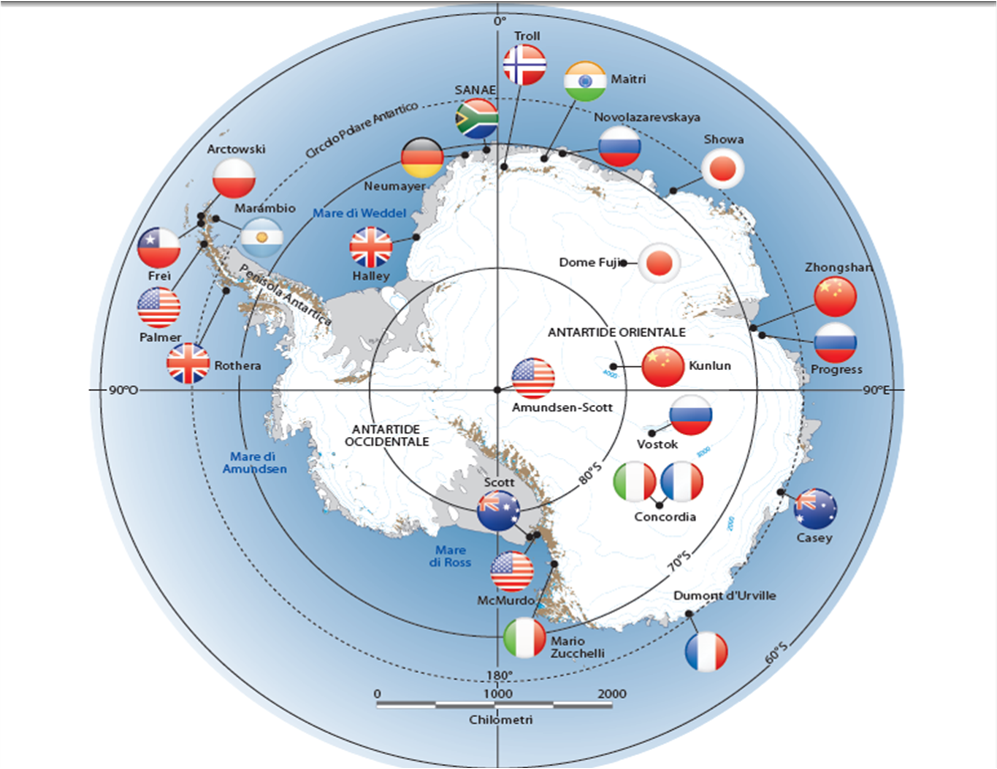 0°
Troll
Maitri
SANAE
Circolo Polare Antartico
Novolazarevskaya
Showa
Arctowski
Neumayer
Marambio
Mare di Weddel
Halley
Frei
Penisola Antartica
Dome Fuji
Zhongshan
Palmer
ANTARTIDE ORIENTALE
Rothera
Kunlun
Progress
4000
90°O
90°E
Amundsen-Scott
ANTARTIDE
OCCIDENTALE
Vostok
3000
Mare di
Amundsen
80°S
Scott
Concordia
2000
Casey
Mare
di Ross
70°S
McMurdo
Dumont d'Urville
Mario
Zucchelli
60°S
180°
0
1000
2000
Chilometri